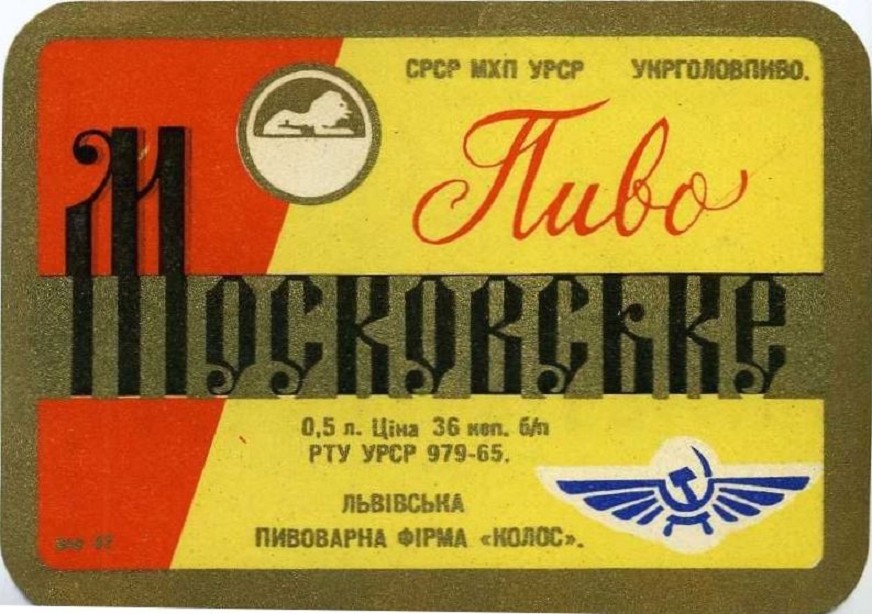 СРСР МХП УРСР УКРГОЛОВПИВО.
Пиво
Московське
0,5 л. Ціна 36 коп. б/п
РТУ УРСР 979-65.
ЛЬВІВСЬКА
ПИВОВАРНА ФІРМА «КОЛОС».